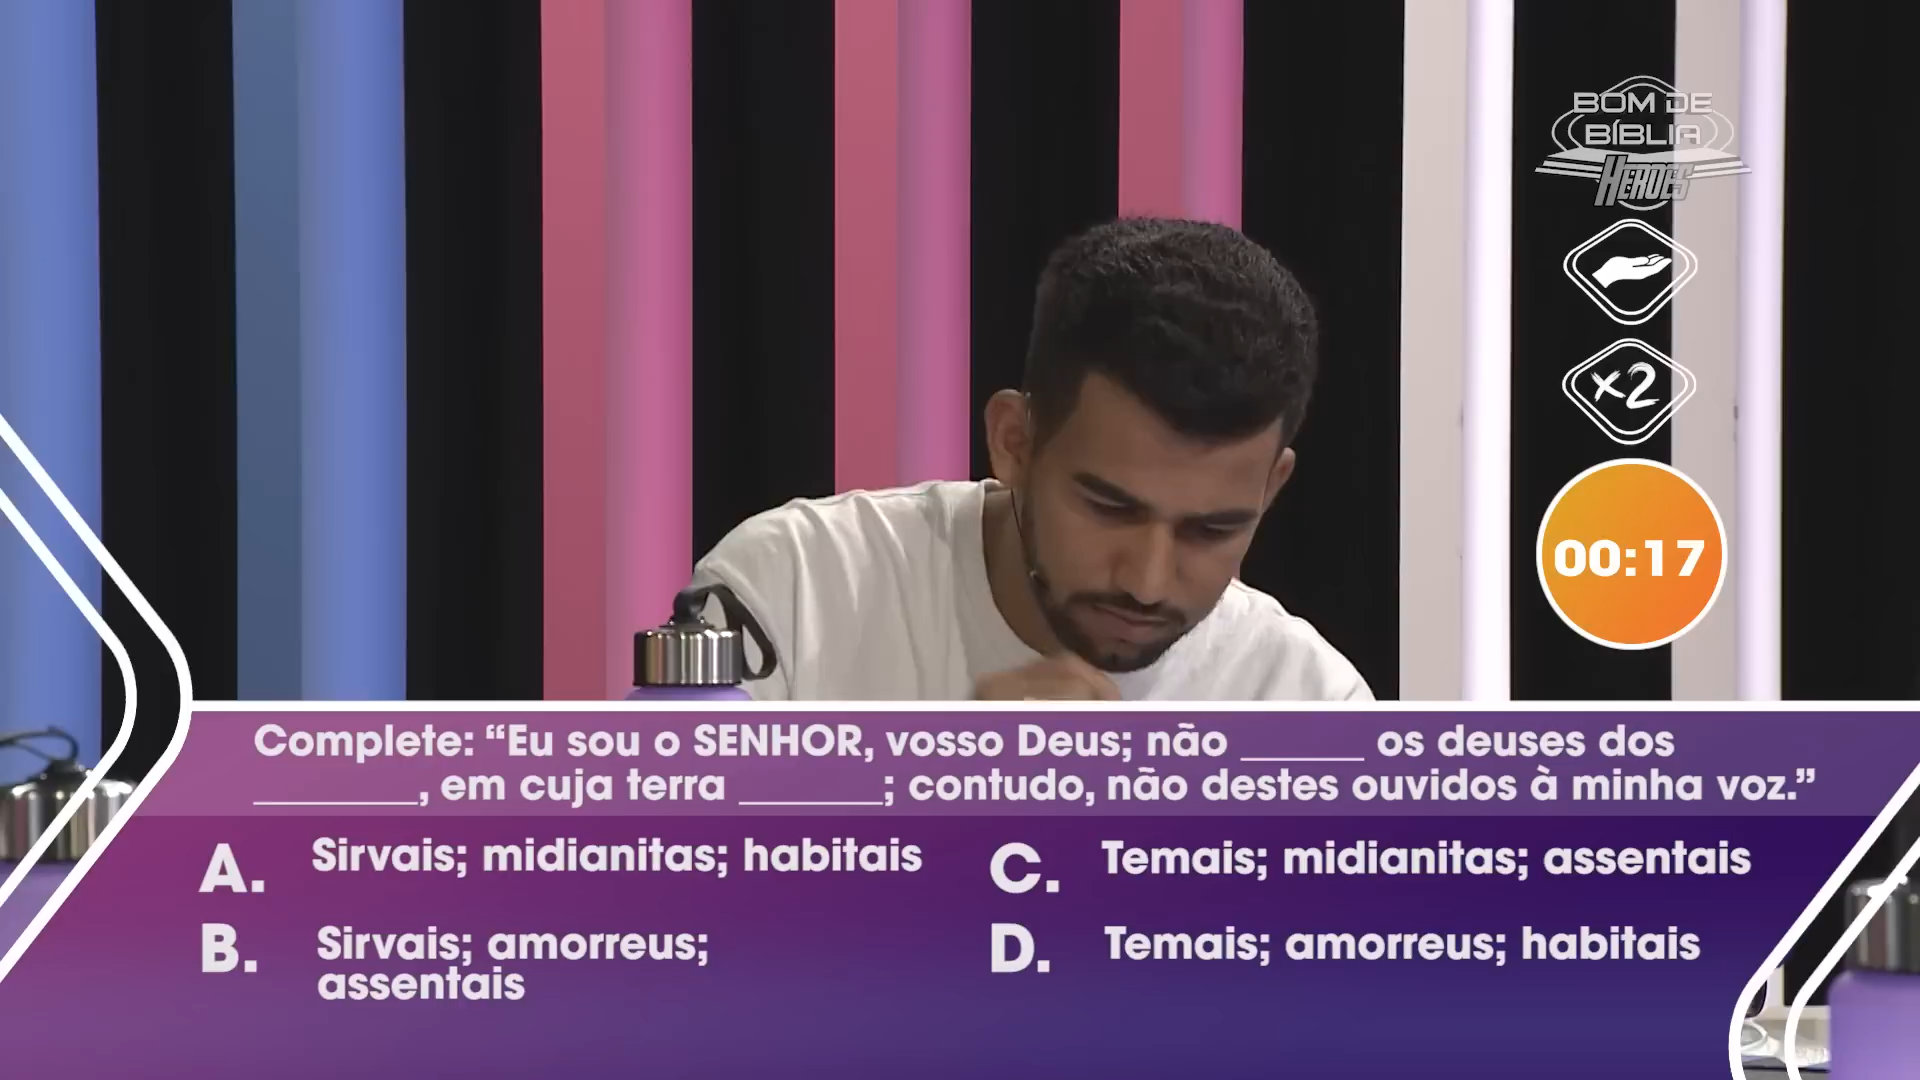 BOM DE
BÍBLIA
HEROES
x2
00:17
Complete: “Eu sou o SENHOR, vosso Deus; não ______ os deuses dos
________, em cuja terra _______; contudo, não destes ouvidos à minha voz.”
A. Sirvais; midianitas; habitais
B. Sirvais; amorreus;
assentais
C. Temais; midianitas; assentais
D. Temais; amorreus; habitais